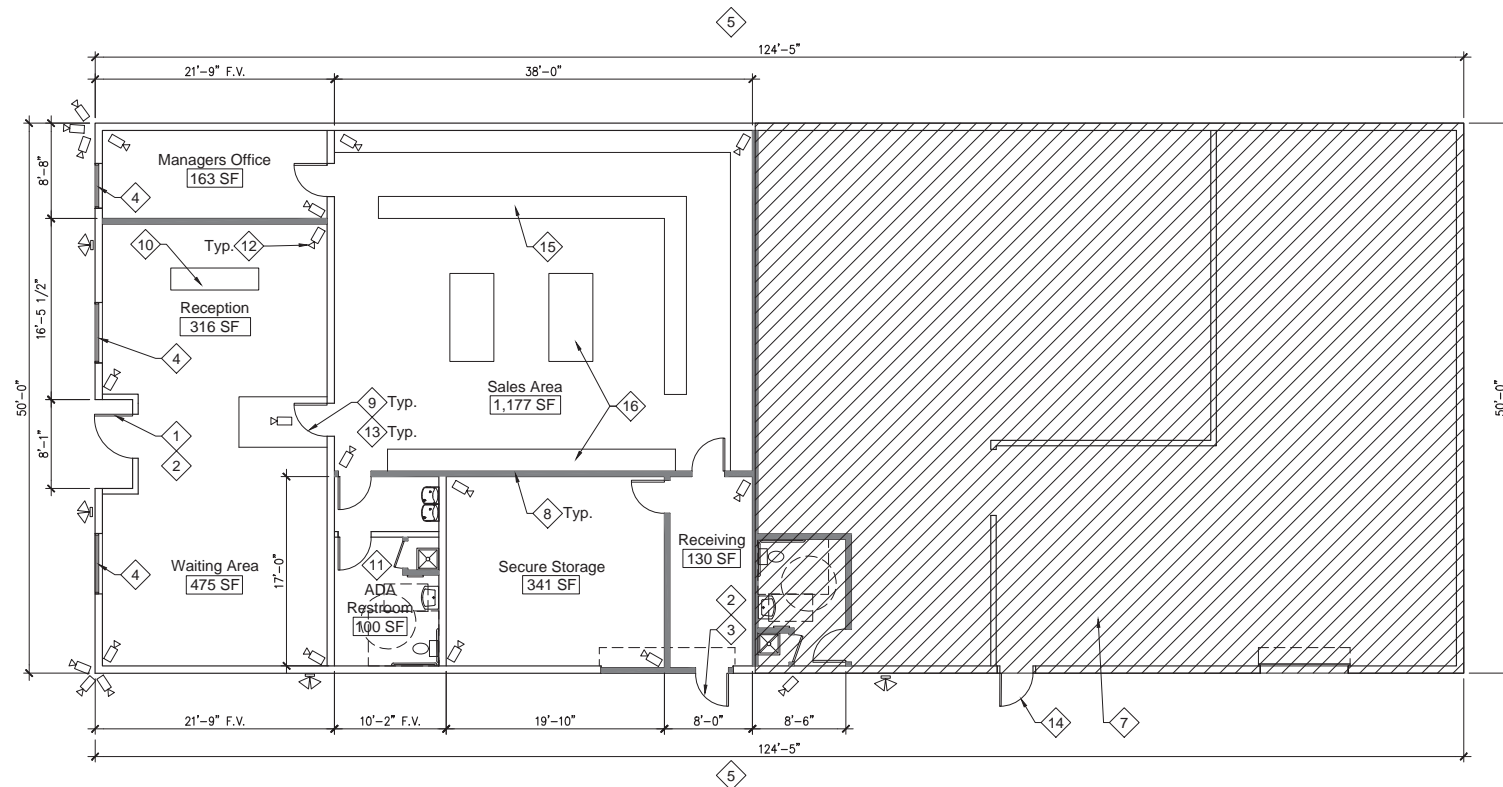 5
124'-5"
21'-9" F.V.
38'-0"
8'-8"
16'-5 1/2"
8'-1"
50'-0"
50'-0"
Managers Office
163 SF
4
10
Typ. 12
15
Reception
316 SF
4
Sales Area
1,177 SF
16
9 Typ.
13 Typ.
1
2
8 Typ.
Receiving
130 SF
11
Waiting Area
475 SF
4
17'-0"
ADA
Restroom
100 SF
Secure Storage
341 SF
2
3
14
7
21'-9" F.V.
10'-2" F.V.
19'-10"
8'-0"
8'-6"
124'-5"
5